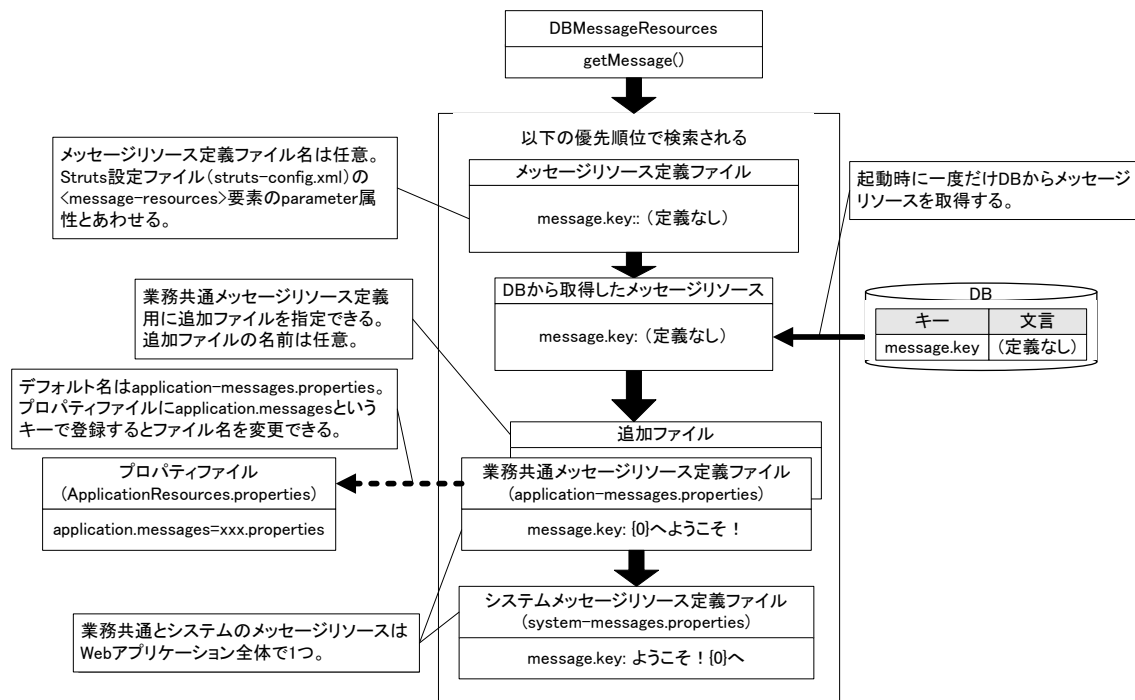 DBMessageResources
getMessage()
以下の優先順位で検索される
メッセージリソース定義ファイル名は任意。
Struts設定ファイル(struts-config.xml)の
<message-resources>要素のparameter属
性とあわせる。
メッセージリソース定義ファイル
message.key:: (定義なし)
起動時に一度だけDBからメッセージ
リソースを取得する。
DBから取得したメッセージリソース
message.key: (定義なし)
DB
キー 文言
message.key (定義なし)
業務共通メッセージリソース定義
用に追加ファイルを指定できる。
追加ファイルの名前は任意。
デフォルト名はapplication-messages.properties。
プロパティファイルにapplication.messagesという
キーで登録するとファイル名を変更できる。
追加ファイル
プロパティファイル
(ApplicationResources.properties)
application.messages=xxx.properties
業務共通メッセージリソース定義ファイル
(application-messages.properties)
message.key: {0}へようこそ!
システムメッセージリソース定義ファイル
(system-messages.properties)
message.key: ようこそ!{0}へ
業務共通とシステムのメッセージリソースは
Webアプリケーション全体で1つ。